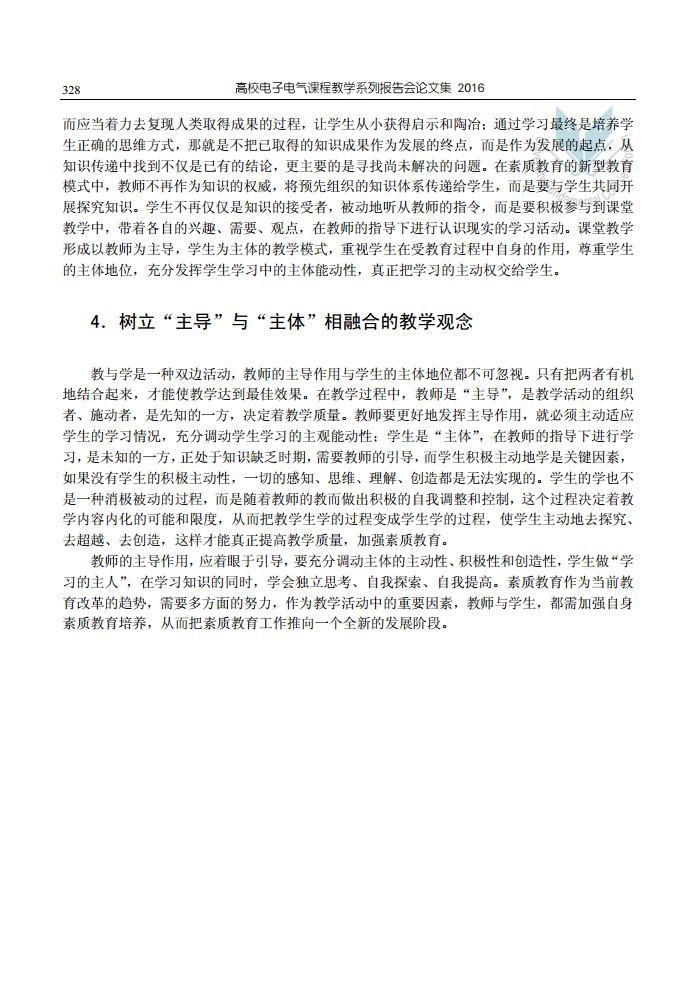 328
高校电子电气课程教学系列报告会论文集 2016
而应当着力去复现人类取得成果的过程，让学生从小获得启示和陶冶；通过学习最终是培养学
生正确的思维方式，那就是不把已取得的知识成果作为发展的终点，而是作为发展的起点，从
知识传递中找到不仅是已有的结论，更主要的是寻找尚未解决的问题。在素质教育的新型教育
模式中，教师不再作为知识的权威，将预先组织的知识体系传递给学生，而是要与学生共同开
展探究知识。学生不再仅仅是知识的接受者，被动地听从教师的指令，而是要积极参与到课堂
教学中，带着各自的兴趣、需要、观点，在教师的指导下进行认识现实的学习活动。课堂教学
形成以教师为主导，学生为主体的教学模式，重视学生在受教育过程中自身的作用，尊重学生
的主体地位，充分发挥学生学习中的主体能动性，真正把学习的主动权交给学生。
4．树立“主导”与“主体”相融合的教学观念
教与学是一种双边活动，教师的主导作用与学生的主体地位都不可忽视。只有把两者有机
地结合起来，才能使教学达到最佳效果。在教学过程中，教师是“主导”，是教学活动的组织
者、施动者，是先知的一方，决定着教学质量。教师要更好地发挥主导作用，就必须主动适应
学生的学习情况，充分调动学生学习的主观能动性；学生是“主体”，在教师的指导下进行学
习，是未知的一方，正处于知识缺乏时期，需要教师的引导，而学生积极主动地学是关键因素，
如果没有学生的积极主动性，一切的感知、思维、理解、创造都是无法实现的。学生的学也不
是一种消极被动的过程，而是随着教师的教而做出积极的自我调整和控制，这个过程决定着教
学内容内化的可能和限度，从而把教学生学的过程变成学生学的过程，使学生主动地去探究、
去超越、去创造，这样才能真正提高教学质量，加强素质教育。
教师的主导作用，应着眼于引导，要充分调动主体的主动性、积极性和创造性，学生做“学
习的主人”，在学习知识的同时，学会独立思考、自我探索、自我提高。素质教育作为当前教
育改革的趋势，需要多方面的努力，作为教学活动中的重要因素，教师与学生，都需加强自身
素质教育培养，从而把素质教育工作推向一个全新的发展阶段。